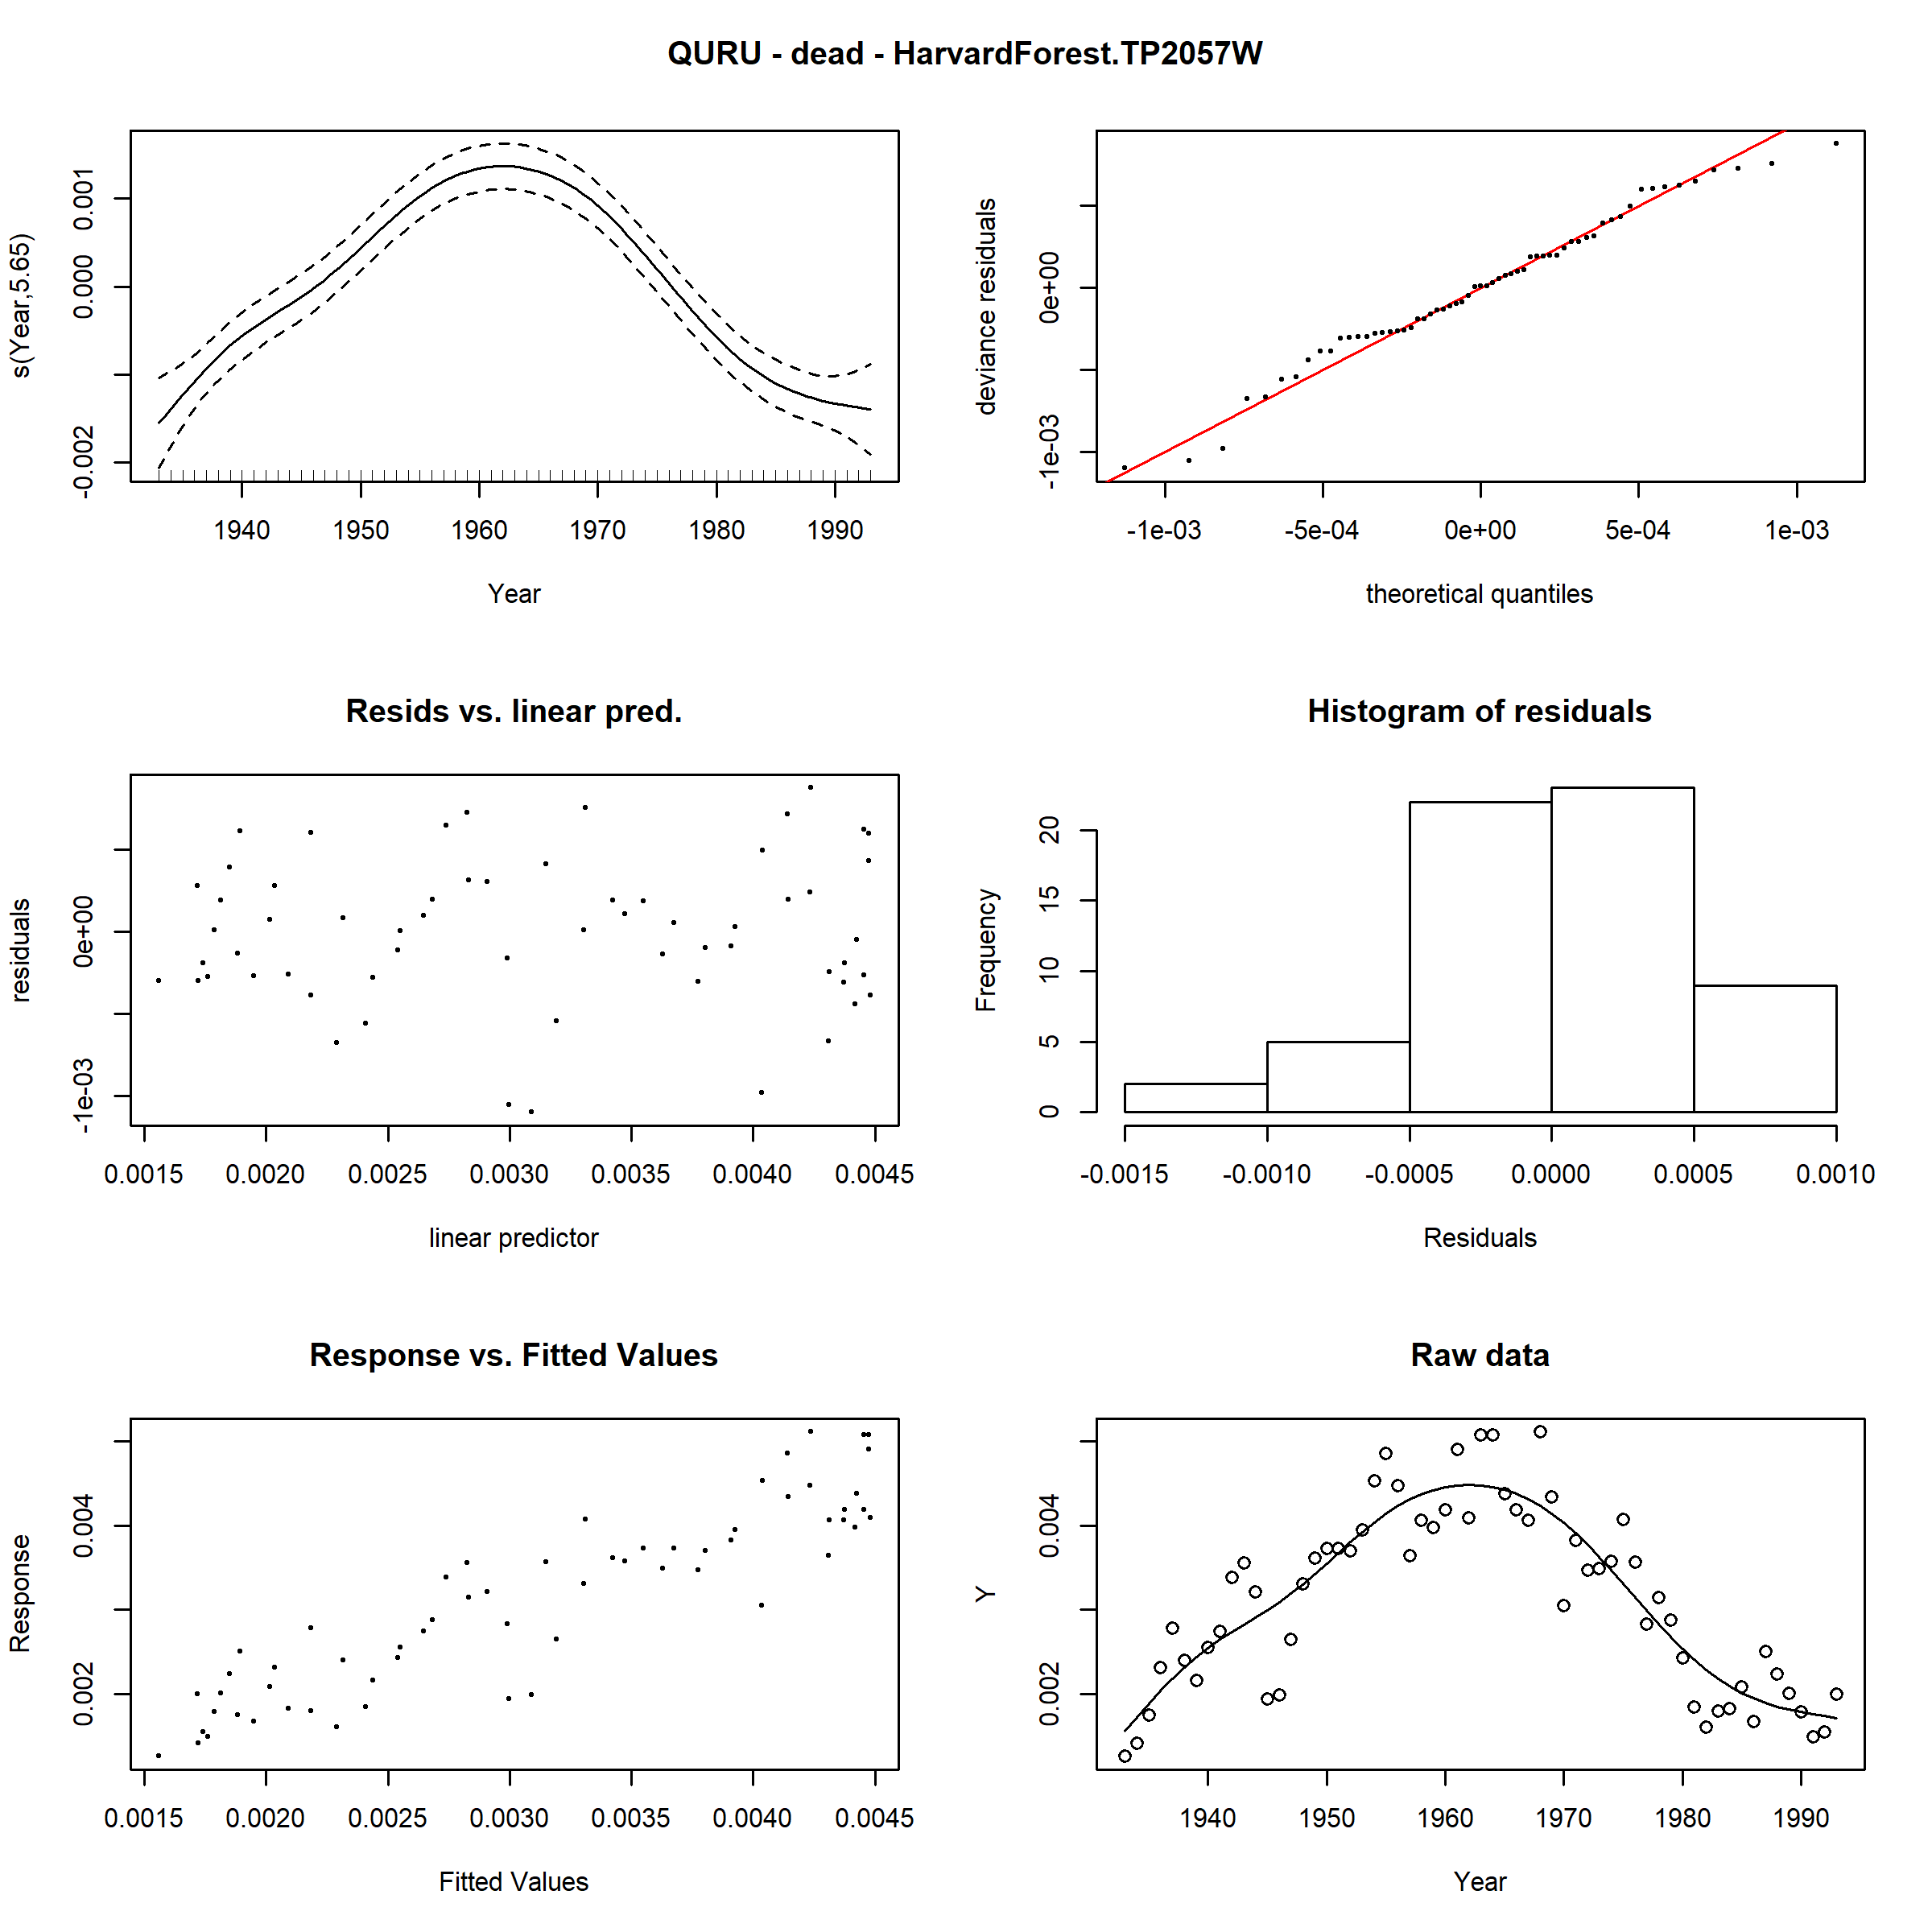 QURU - dead - HarvardForest.TP2057W
s(Year,5.65)
0.001
0.000
-0.002
1940 1950 1960 1970 1980 1990
Year
deviance residuals
0e+00
-1e-03
-1e-03 -5e-04 0e+00 5e-04 1e-03
theoretical quantiles
Resids vs. linear pred.
residuals
0e+00
-1e-03
0.0015 0.0020 0.0025 0.0030 0.0035 0.0040 0.0045
linear predictor
Histogram of residuals
Frequency
20
15
10
5
0
-0.0015 -0.0010 -0.0005 0.0000 0.0005 0.0010
Residuals
Response vs. Fitted Values
Response
0.004
0.002
0.0015 0.0020 0.0025 0.0030 0.0035 0.0040 0.0045
Fitted Values
Raw data
Y
0.004
0.002
1940 1950 1960 1970 1980 1990
Year